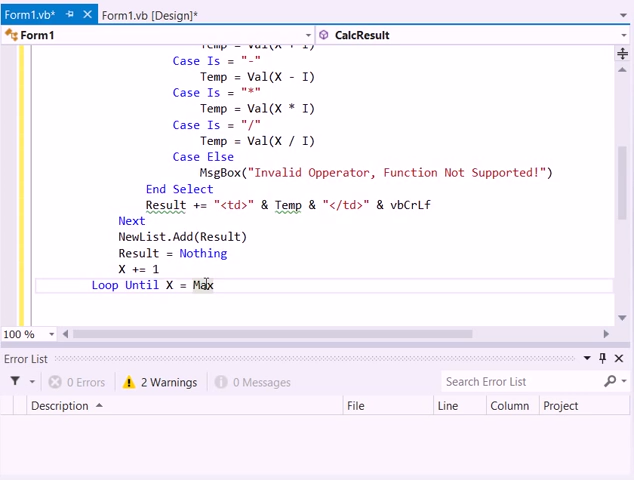 Form1.vb* Form1.vb [Design]*
Form1 CalcResult
Temp = Val(X + I)
Case Is = "-"
Temp = Val(X - I)
Case Is = "*"
Temp = Val(X * I)
Case Is = "/"
Temp = Val(X / I)
Case Else
MsgBox("Invalid Opperator, Function Not Supported!")
End Select
Result += "<td>" & Temp & "</td>" & vbCrLf
Next
NewList.Add(Result)
Result = Nothing
X += 1
Loop Until X = Max
100 %
Error List
0 Errors 2 Warnings 0 Messages Search Error List
Description File Line Column Project